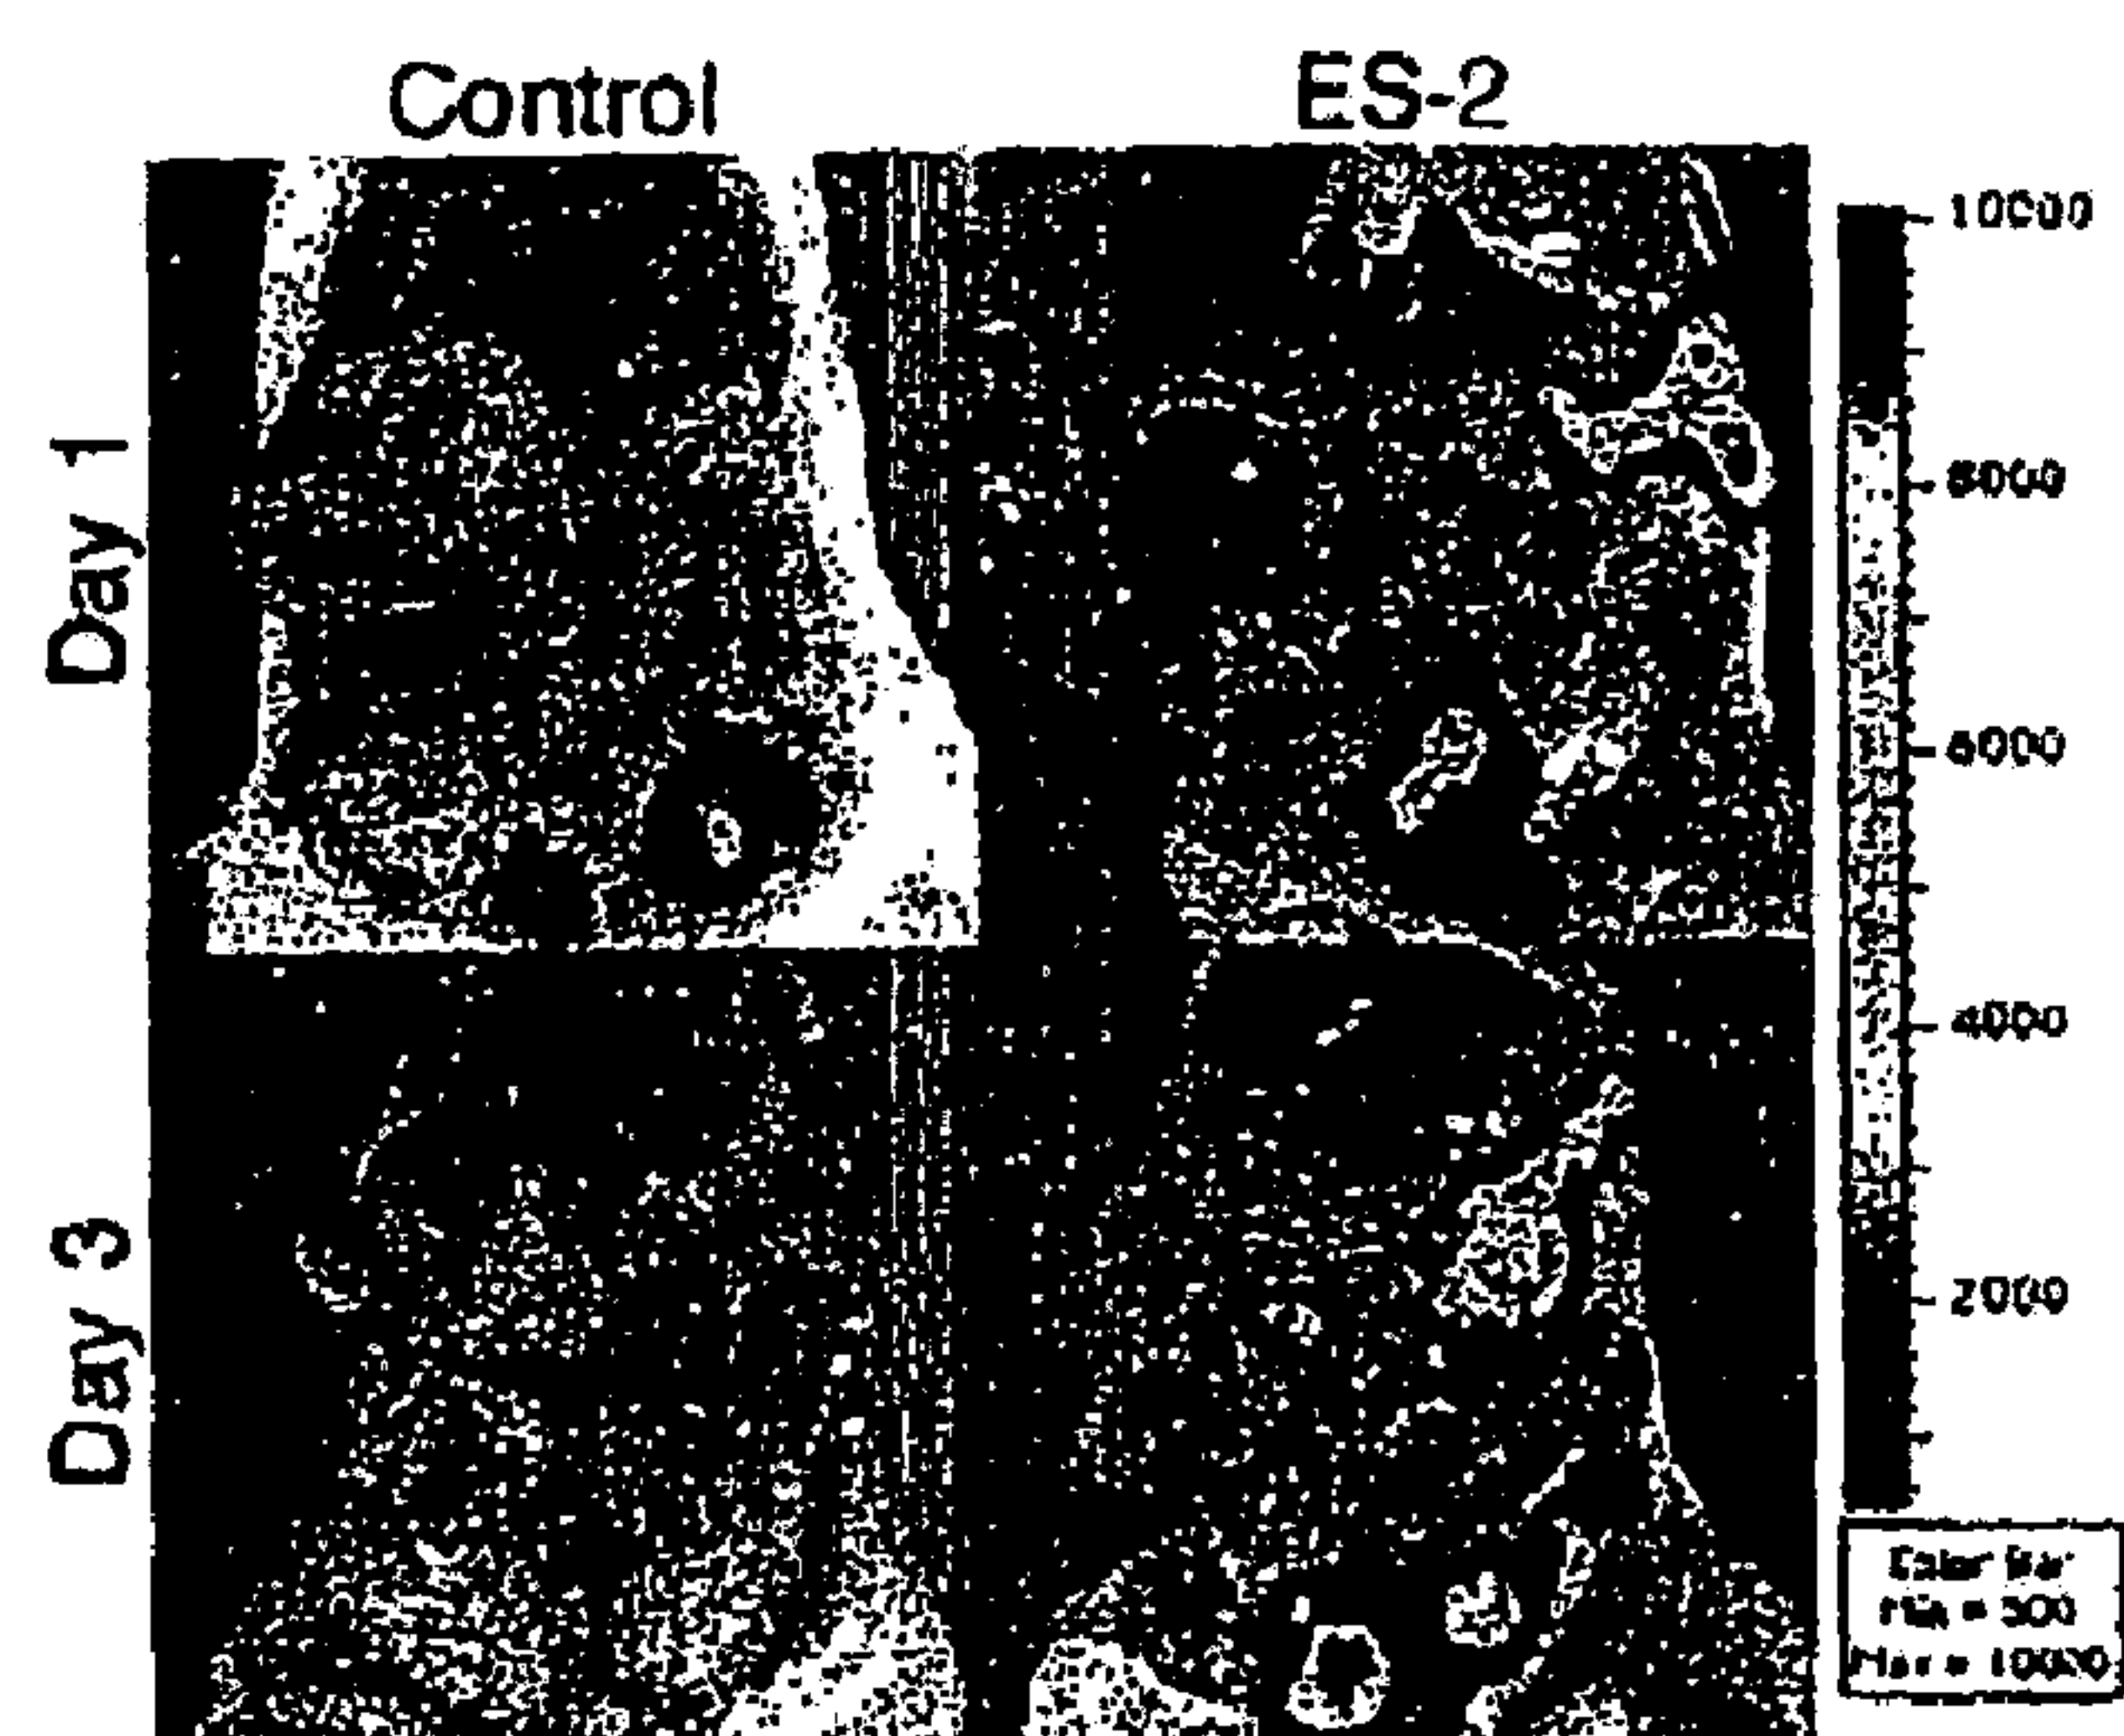 Control
ES-2
Day 1
Day 3
10000
8000
6000
4000
2000
Color Bar
Min = 500
Max = 10000